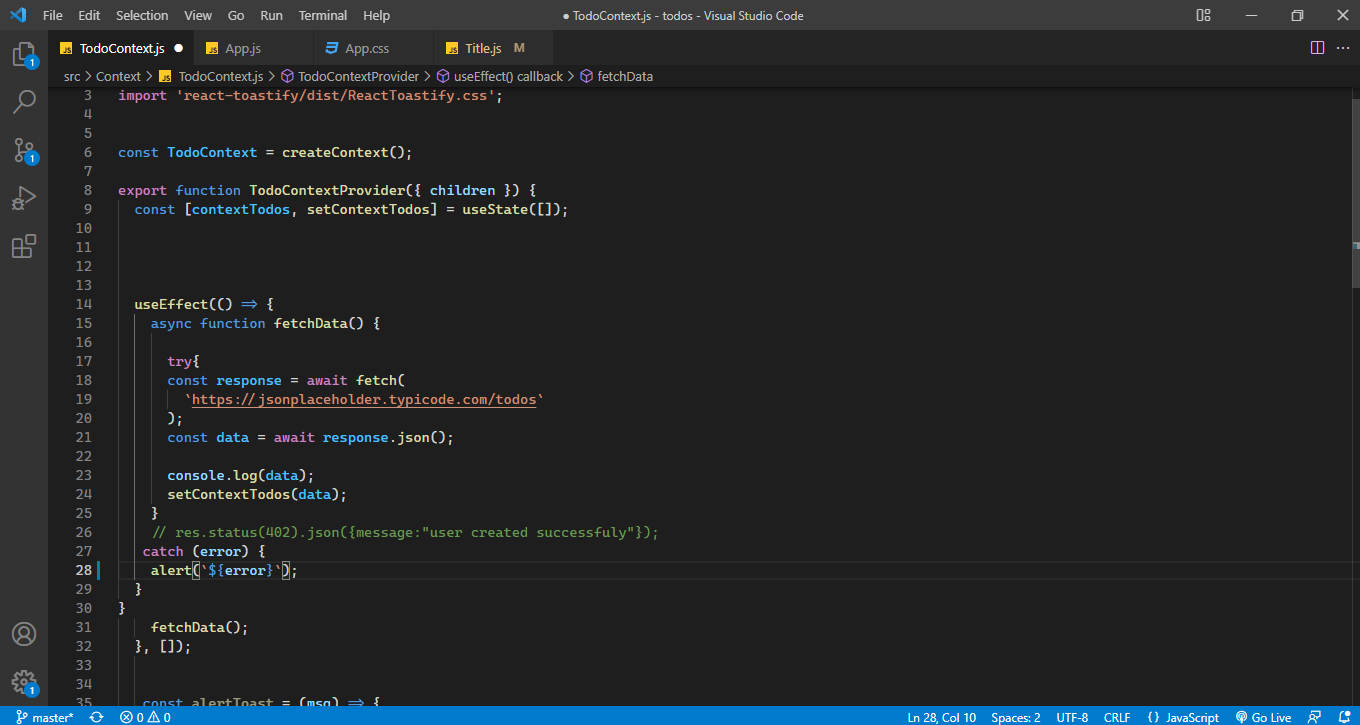 File Edit Selection View Go Run Terminal Help ● TodoContext.js - todos - Visual Studio Code
JS TodoContext.js ● JS App.js App.css JS Title.js M
src > Context > JS TodoContext.js > TodoContextProvider > useEffect() callback > fetchData
3 import 'react-toastify/dist/ReactToastify.css';
4
5
6 const TodoContext = createContext();
7
8 export function TodoContextProvider({ children }) {
9 const [contextTodos, setContextTodos] = useState([]);
10
11
12
13
14 useEffect(() => {
15 async function fetchData() {
16
17 try{
18 const response = await fetch(
19 `https://jsonplaceholder.typicode.com/todos`
20 );
21 const data = await response.json();
22
23 console.log(data);
24 setContextTodos(data);
25 }
26 // res.status(402).json({message:"user created successfuly"});
27 catch (error) {
28 alert(`${error}`);
29 }
30 }
31 fetchData();
32 }, []);
33
34
35 const alertToast = (msg) => {
1
1
1
master* 0 0 Ln 28, Col 10 Spaces: 2 UTF-8 CRLF {} JavaScript Go Live